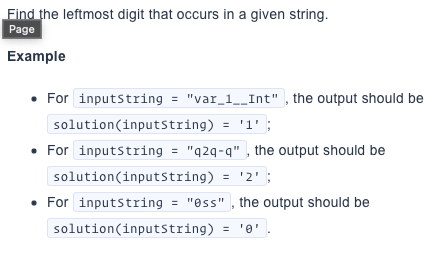 Find the leftmost digit that occurs in a given string.
Page
Example
• For inputString = "var_1__Int", the output should be
solution(inputString) = '1';
• For inputString = "q2q-q", the output should be
solution(inputString) = '2';
• For inputString = "0ss", the output should be
solution(inputString) = '0'.